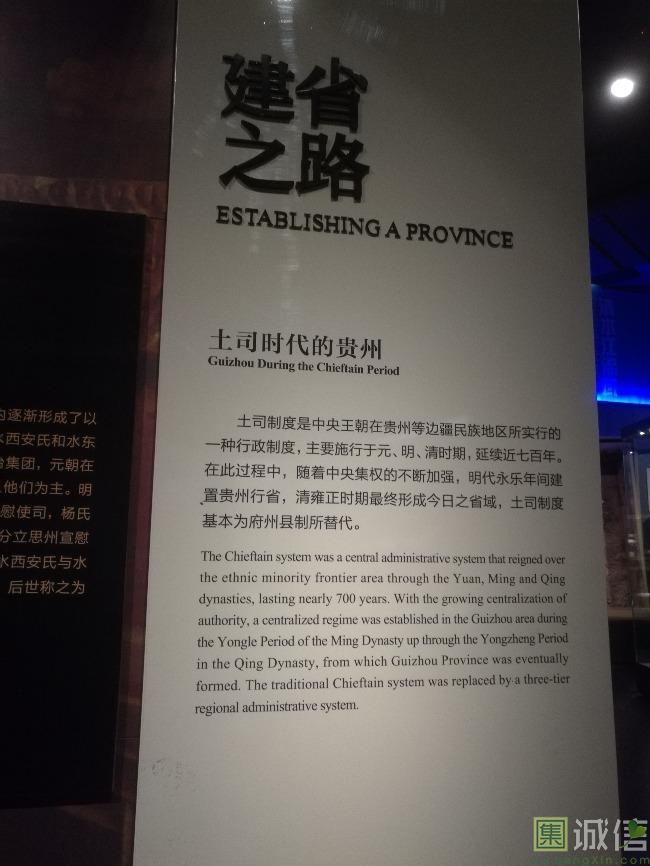 建省
之路
ESTABLISHING A PROVINCE
土司时代的贵州
Guizhou During the Chieftain Period
土司制度是中央王朝在贵州等边疆民族地区所实行的
一种行政制度，主要施行于元、明、清时期，延续近七百年。
在此过程中，随着中央集权的不断加强，明代永乐年间建
置贵州行省，清雍正时期最终形成今日之省域，土司制度
基本为府州县制所替代。
The Chieftain system was a central administrative system that reigned over
the ethnic minority frontier area through the Yuan, Ming and Qing
dynasties, lasting nearly 700 years. With the growing centralization of
authority, a centralized regime was established in the Guizhou area during
the Yongle Period of the Ming Dynasty up through the Yongzheng Period
in the Qing Dynasty, from which Guizhou Province was eventually
formed. The traditional Chieftain system was replaced by a three-tier
regional administrative system.
逐渐形成了以
水西安氏和水东
治集团，元朝在
他们为主。明
慰使司，杨氏
分立思州宣慰
水西安氏与水
后世称之为
清水江
集诚信